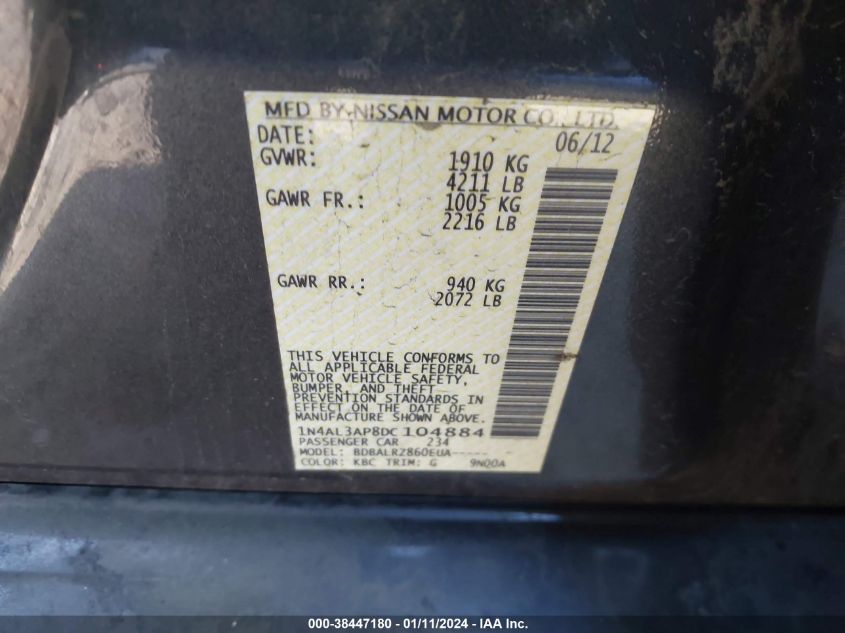 MFD BY NISSAN MOTOR CO., LTD.
DATE: 06/12
GVWR: 1910 KG
4211 LB
GAWR FR.: 1005 KG
2216 LB
GAWR RR.: 940 KG
2072 LB
THIS VEHICLE CONFORMS TO
ALL APPLICABLE FEDERAL
MOTOR VEHICLE SAFETY,
BUMPER, AND THEFT
PREVENTION STANDARDS IN
EFFECT ON THE DATE OF
MANUFACTURE SHOWN ABOVE.
1N4AL3AP8DC104884
PASSENGER CAR 234
MODEL: BDBALRZ860EUA-----
COLOR: KBC TRIM: G 9N00A
000-38447180 - 01/11/2024 - IAA Inc.